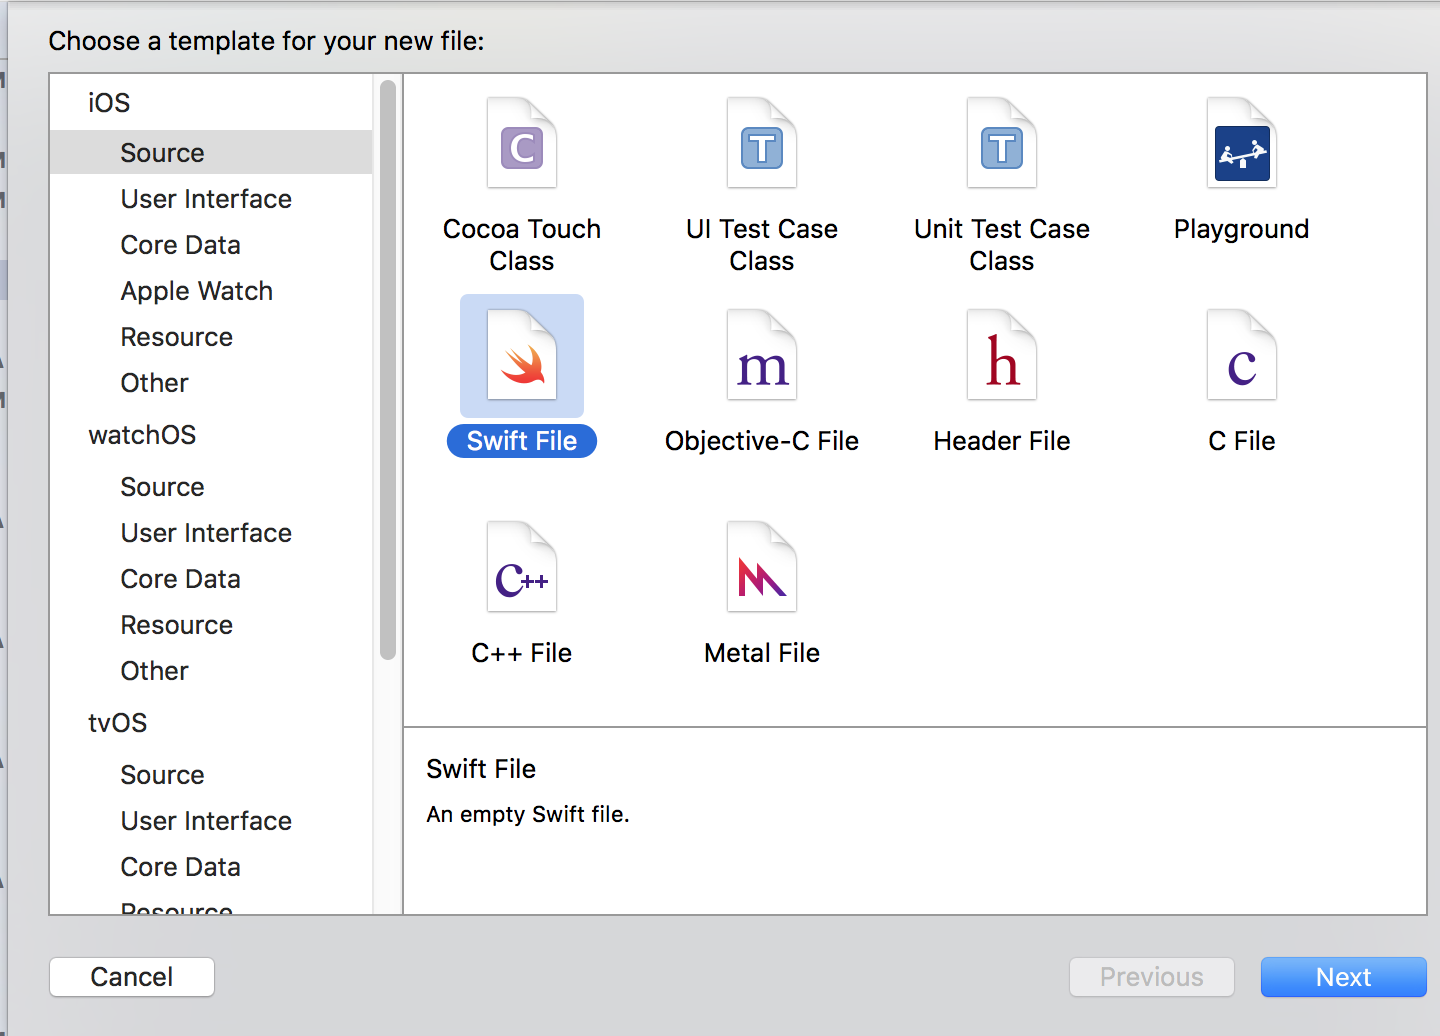 Choose a template for your new file:
iOS
Source
User Interface
Core Data
Apple Watch
Resource
Other
watchOS
Source
User Interface
Core Data
Resource
Other
tvOS
Source
User Interface
Core Data
Resource
C
Cocoa Touch
Class
T
UI Test Case
Class
T
Unit Test Case
Class
Playground
Swift File
m
Objective-C File
h
Header File
c
C File
C++
C++ File
Metal File
Swift File
An empty Swift file.
Cancel
Previous
Next